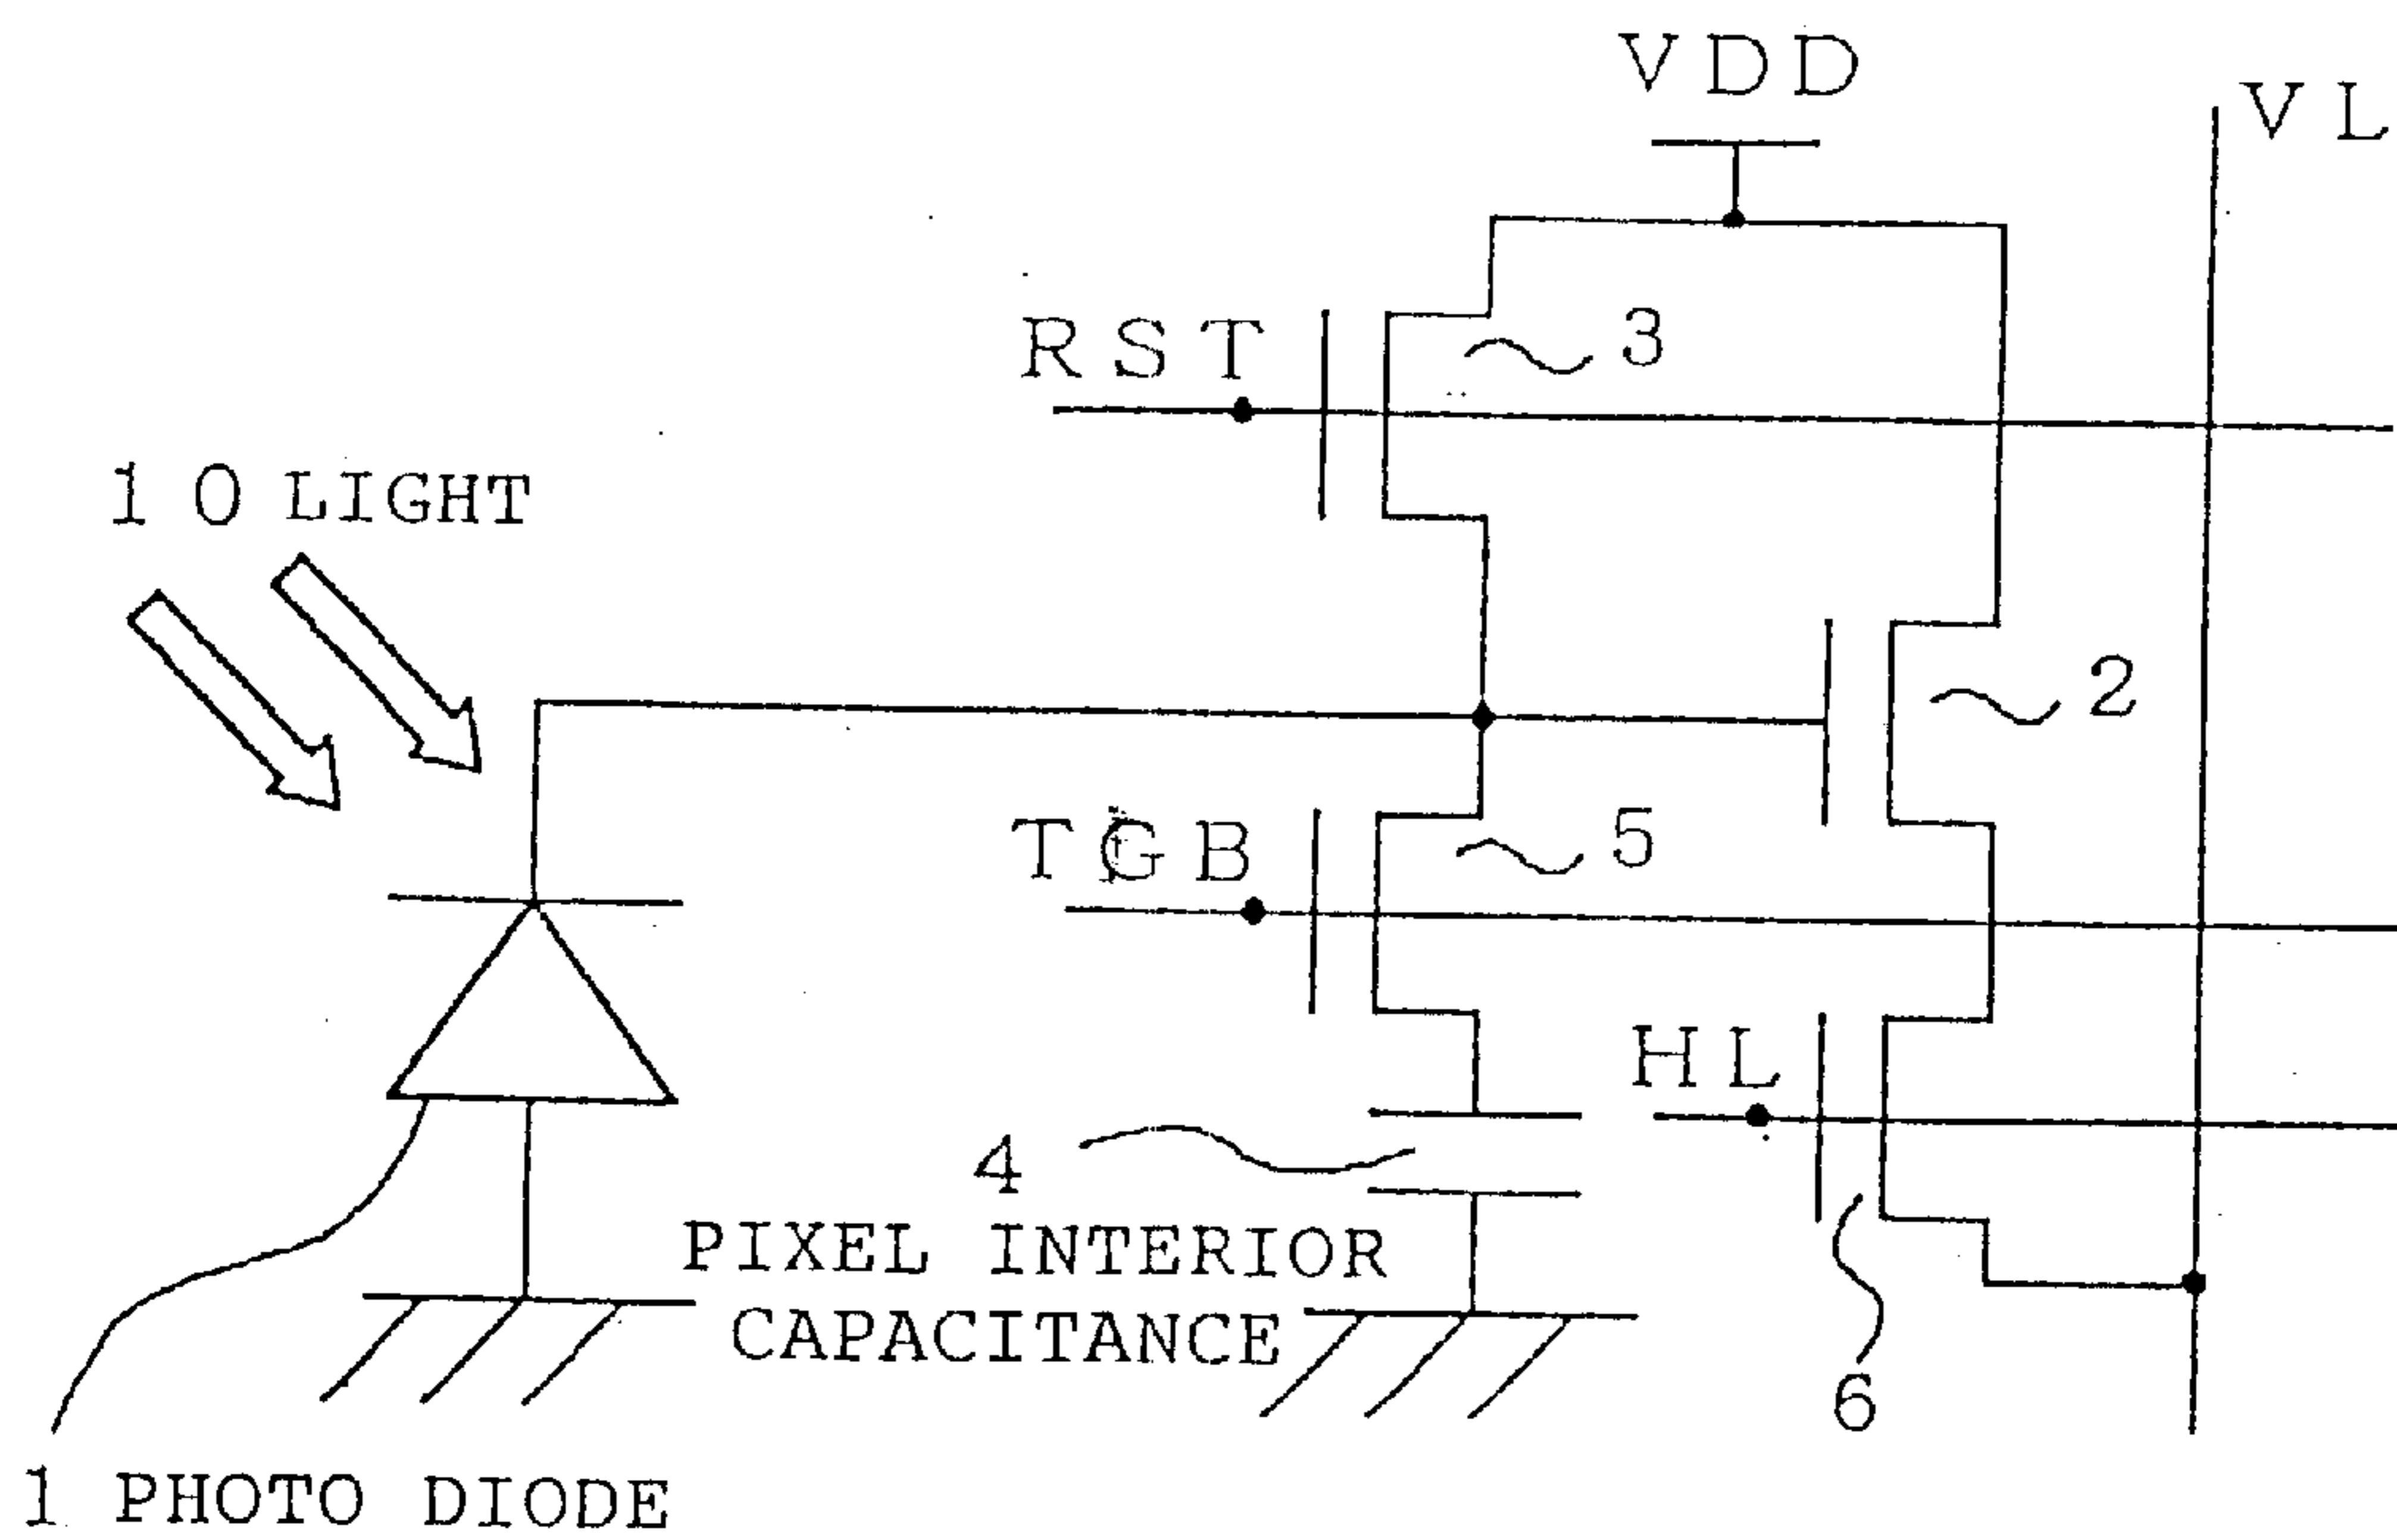 VDD
VL
RST
3
10 LIGHT
2
TGB
5
HL
4
PIXEL INTERIOR
CAPACITANCE
6
1 PHOTO DIODE